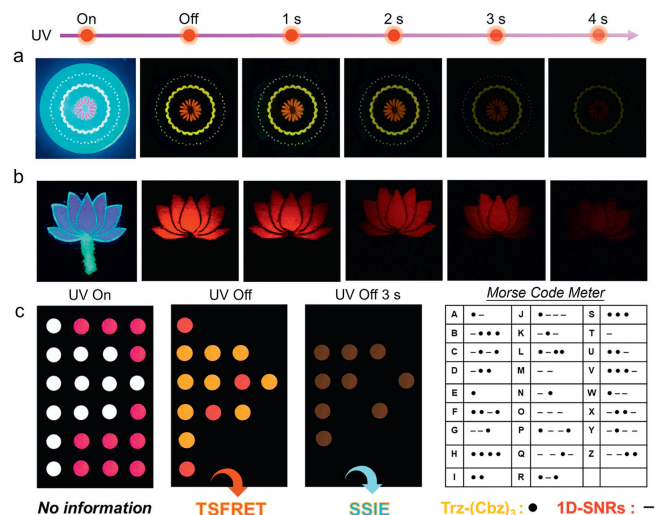 On Off 1 s 2 s 3 s 4 s
UV
a
b
c
UV On UV Off UV Off 3 s
Morse Code Meter
A •– J •––– S •••
B –••• K –•– T –
C –•–• L •–•• U ••–
D –•• M –– V •••–
E • N –• W •––
F ••–• O ––– X –••–
G ––• P •––• Y –•––
H •••• Q ––•– Z ––••
I •• R •–•
No information TSFRET SSIE Trz-(Cbz)₃ : ● 1D-SNRs : –